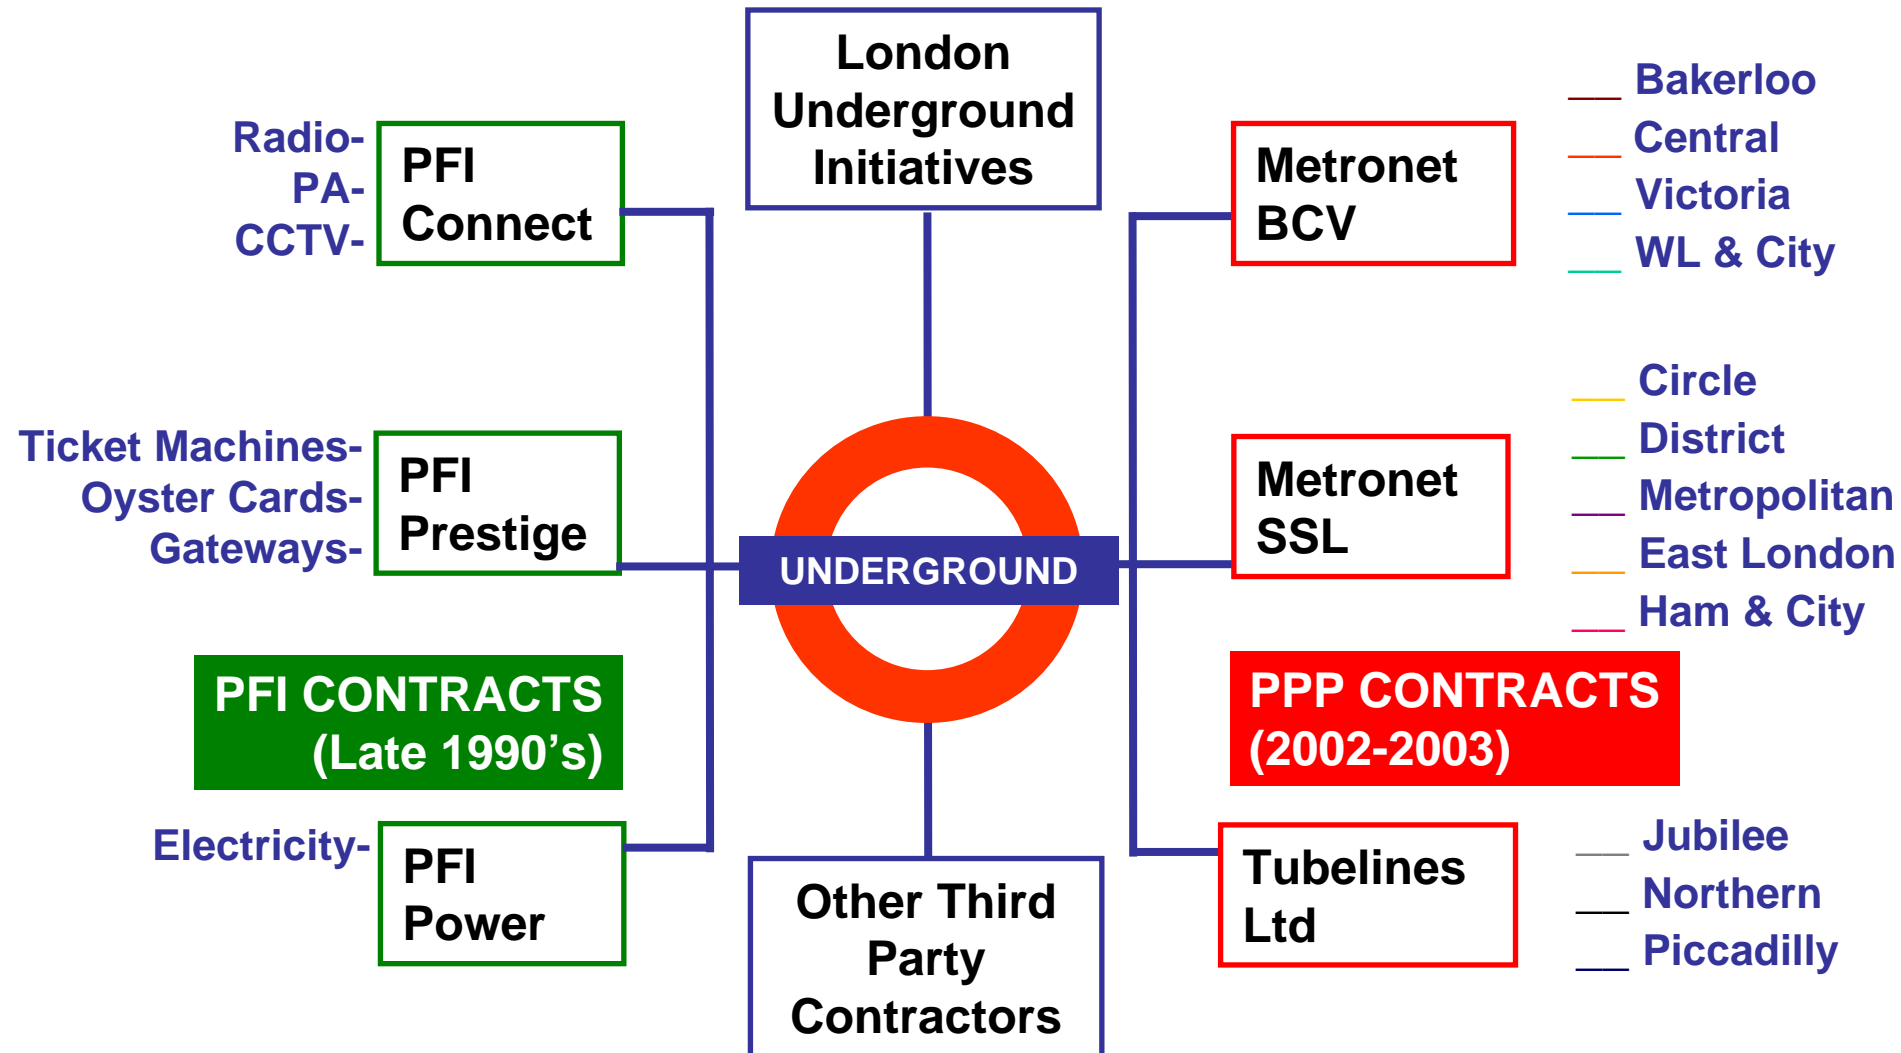 London
Underground
Initiatives
Radio-
PA-
CCTV-
PFI
Connect
Ticket Machines-
Oyster Cards-
Gateways-
PFI
Prestige
PFI CONTRACTS
(Late 1990’s)
Electricity-
PFI
Power
UNDERGROUND
Other Third
Party
Contractors
Metronet
BCV
Bakerloo
Central
Victoria
WL & City
Metronet
SSL
Circle
District
Metropolitan
East London
Ham & City
PPP CONTRACTS
(2002-2003)
Tubelines
Ltd
Jubilee
Northern
Piccadilly